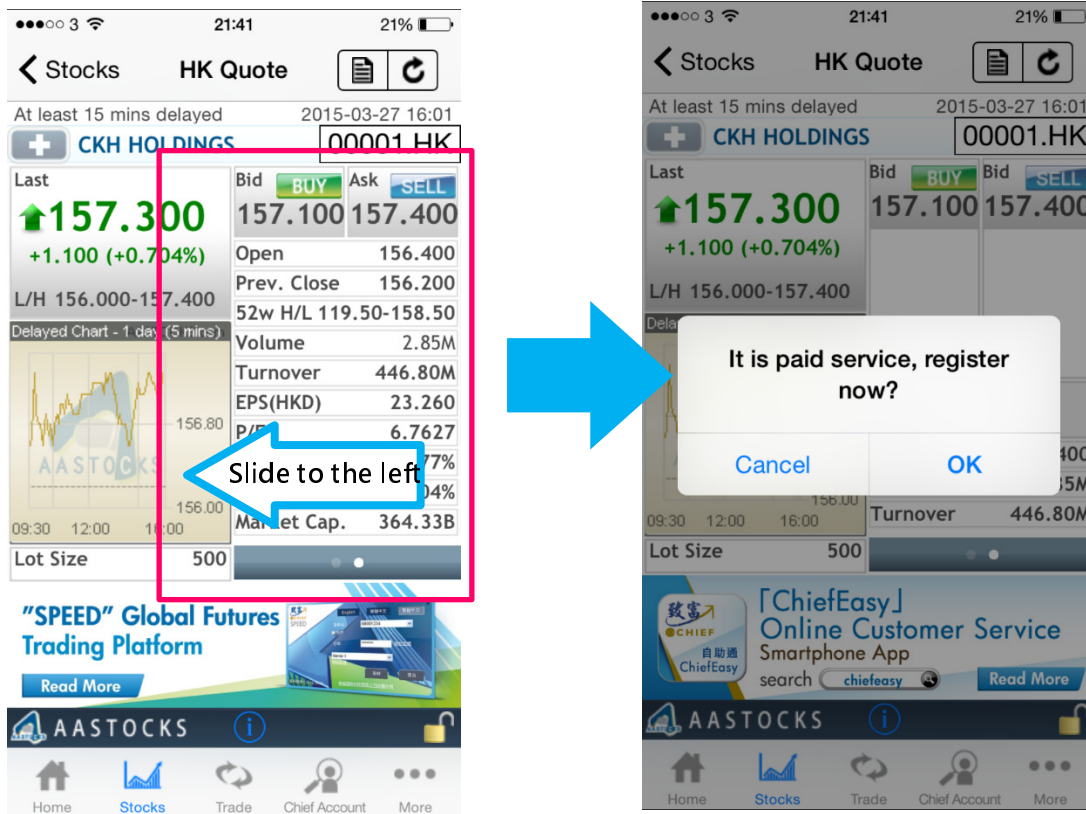 3 21:41 21%
Stocks HK Quote
At least 15 mins delayed 2015-03-27 16:01
CKH HOLDINGS 00001.HK
Last Bid BUY Ask SELL
157.300 157.100 157.400
+1.100 (+0.704%)
L/H 156.000-157.400
Open 156.400
Prev. Close 156.200
52w H/L 119.50-158.50
Delayed Chart - 1 day (5 mins)
Volume 2.85M
Turnover 446.80M
EPS(HKD) 23.260
156.80
6.7627
AASTOCKS
Slide to the left
77%
04%
156.00
09:30 12:00 16:00
Market Cap. 364.33B
Lot Size 500
"SPEED" Global Futures
Trading Platform
Read More
AASTOCKS
Home Stocks Trade Chief Account More
3 21:41 21%
Stocks HK Quote
At least 15 mins delayed 2015-03-27 16:01
CKH HOLDINGS 00001.HK
Last Bid BUY Bid SELL
157.300 157.100 157.400
+1.100 (+0.704%)
L/H 156.000-157.400
Dela
It is paid service, register
now?
Cancel OK
400
35M
156.00
09:30 12:00 16:00
Turnover 446.80M
Lot Size 500
致富
CHIEF
自助通
ChiefEasy
「ChiefEasy」
Online Customer Service
Smartphone App
search chiefeasy Read More
AASTOCKS
Home Stocks Trade Chief Account More